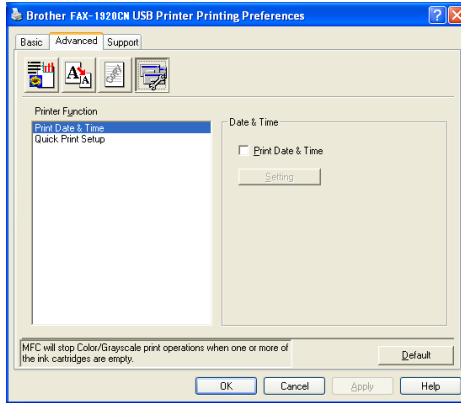 Brother FAX-1920CN USB Printer Printing Preferences
Basic Advanced Support
Printer Function
Print Date & Time
Quick Print Setup
Date & Time
Print Date & Time
Setting
MFC will stop Color/Grayscale print operations when one or more of
the ink cartridges are empty.
Default
OK Cancel Apply Help